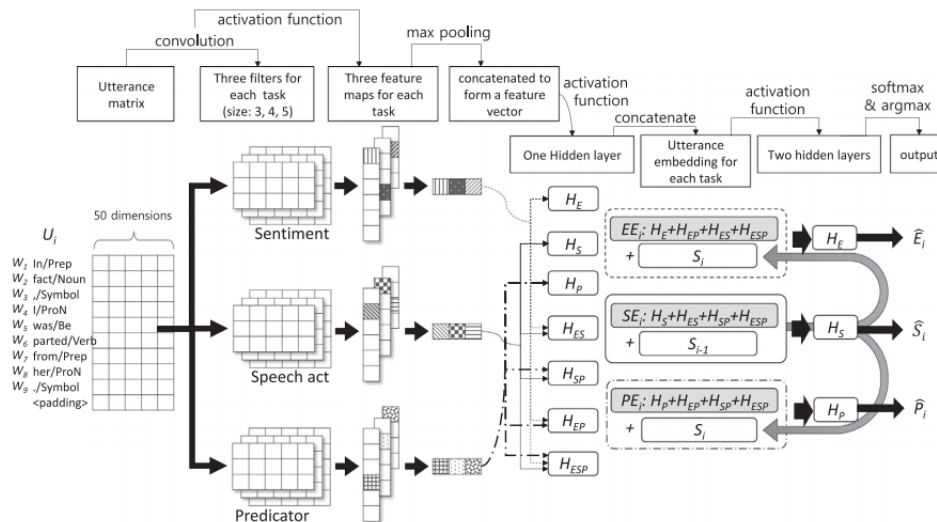 activation function
convolution
max pooling
Utterance
matrix
Three filters for
each task
(size: 3, 4, 5)
Three feature
maps for each
task
concatenated to
form a feature
vector
activation
function
concatenate
activation
function
softmax
& argmax
One Hidden layer
Utterance
embedding for
each task
Two hidden layers
output
50 dimensions
U_i
W_1 In/Prep
W_2 fact/Noun
W_3 ,/Symbol
W_4 I/ProN
W_5 was/Be
W_6 parted/Verb
W_7 from/Prep
W_8 her/ProN
W_9 ./Symbol
<padding>
Sentiment
Speech act
Predicator
H_E
H_S
H_P
H_ES
H_SP
H_EP
H_ESP
EE_i: H_E+H_EP+H_ES+H_ESP
+ S_i
H_E
Ê_i
SE_i: H_S+H_ES+H_SP+H_ESP
+ S_{i-1}
H_S
Ŝ_i
PE_i: H_P+H_EP+H_SP+H_ESP
+ S_i
H_P
P̂_i